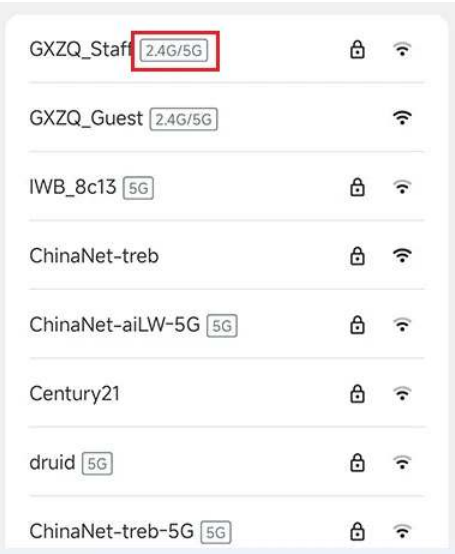 GXZQ_Staff 2.4G/5G
GXZQ_Guest 2.4G/5G
IWB_8c13 5G
ChinaNet-treb
ChinaNet-aiLW-5G 5G
Century21
druid 5G
ChinaNet-treb-5G 5G